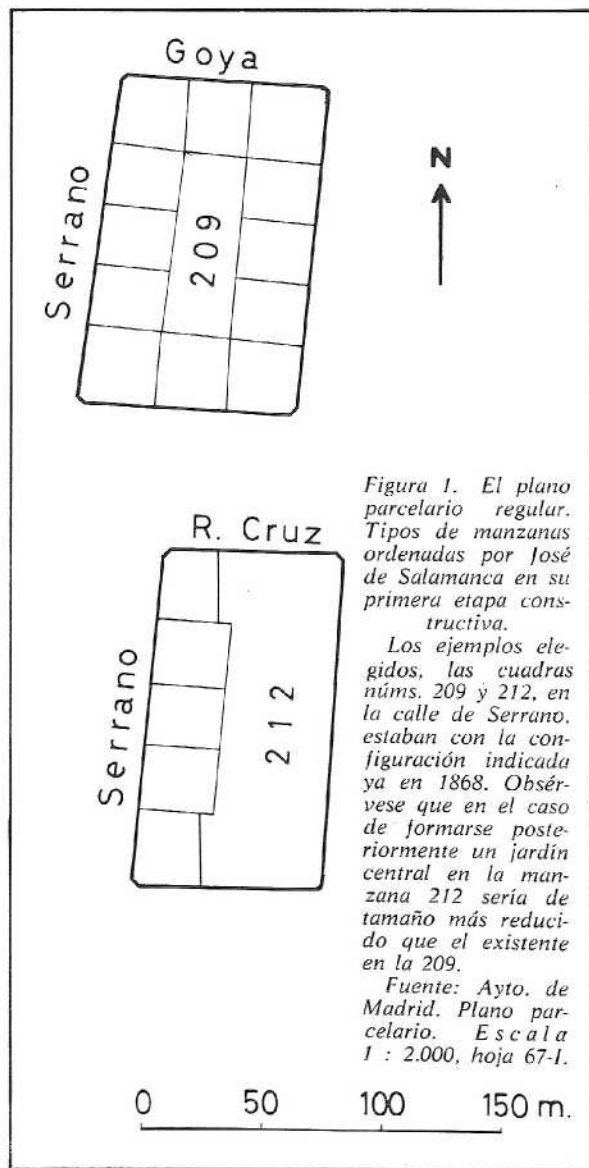 Goya
Serrano
209
N
R. Cruz
Serrano
212
Figura 1. El plano
parcelario regular.
Tipos de manzanas
ordenadas por José
de Salamanca en su
primera etapa cons-
tructiva.
Los ejemplos ele-
gidos, las cuadras
núms. 209 y 212, en
la calle de Serrano,
estaban con la con-
figuración indicada
ya en 1868. Obsér-
vese que en el caso
de formarse poste-
riormente un jardín
central en la man-
zana 212 sería de
tamaño más reduci-
do que el existente
en la 209.
Fuente: Ayto. de
Madrid. Plano par-
celario. Escala
1 : 2.000, hoja 67-I.
0 50 100 150 m.